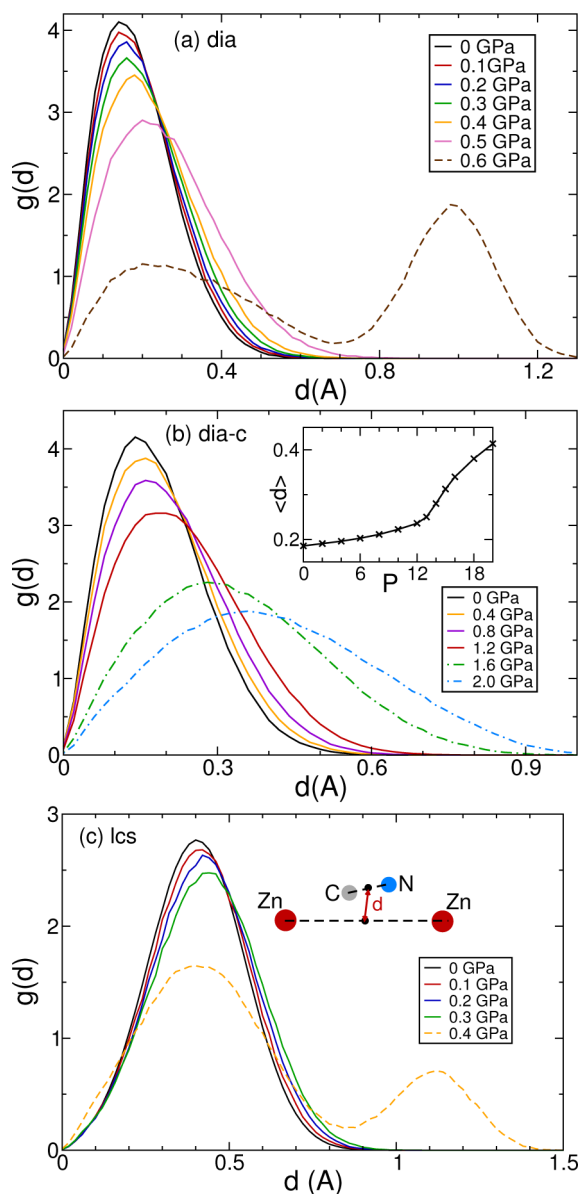 (a) dia
0 GPa
0.1GPa
0.2 GPa
0.3 GPa
0.4 GPa
0.5 GPa
0.6 GPa
4
3
2
1
0
g(d)
0
0.4
0.8
1.2
d(A)
(b) dia-c
4
3
2
1
0
g(d)
0.4
0.2
<d>
0
6
12
18
P
0 GPa
0.4 GPa
0.8 GPa
1.2 GPa
1.6 GPa
2.0 GPa
0
0.3
0.6
0.9
d(A)
(c) lcs
3
2
1
0
g(d)
C
N
Zn
d
Zn
0 GPa
0.1 GPa
0.2 GPa
0.3 GPa
0.4 GPa
0
0.5
1
1.5
d (A)